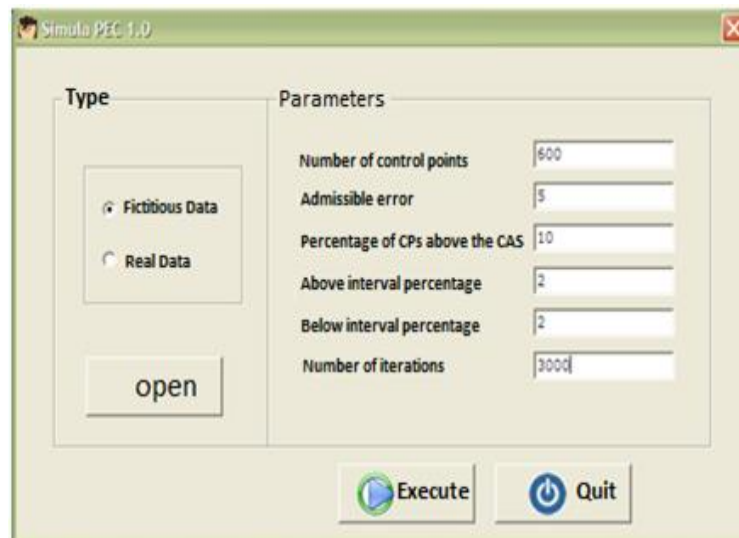 Simula PEC 1.0
Type
Fictitious Data
Real Data
open
Parameters
Number of control points 600
Admissible error 5
Percentage of CPs above the CAS 10
Above interval percentage 2
Below interval percentage 2
Number of iterations 3000
Execute
Quit